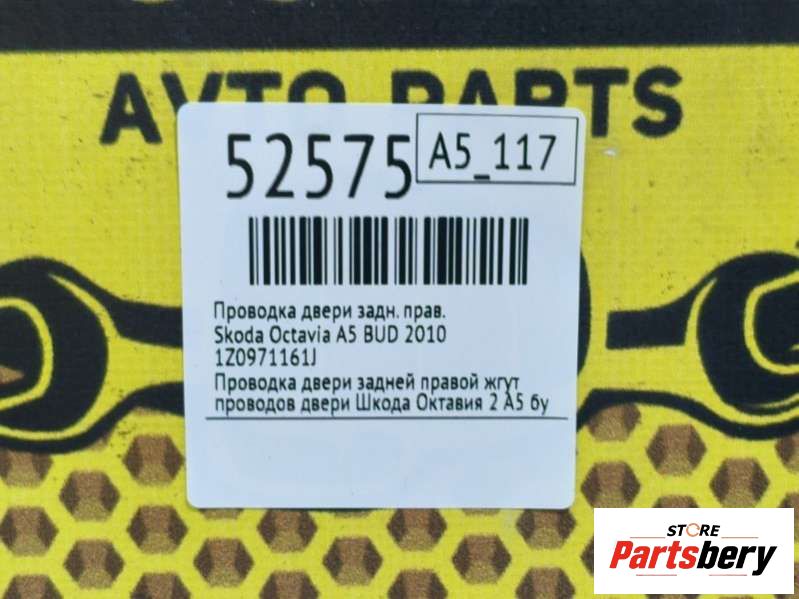 AVTO PARTS
52575
A5_117
Проводка двери задн. прав.
Skoda Octavia A5 BUD 2010
1Z0971161J
Проводка двери задней правой жгут
проводов двери Шкода Октавия 2 А5 бу
STORE
Partsbery